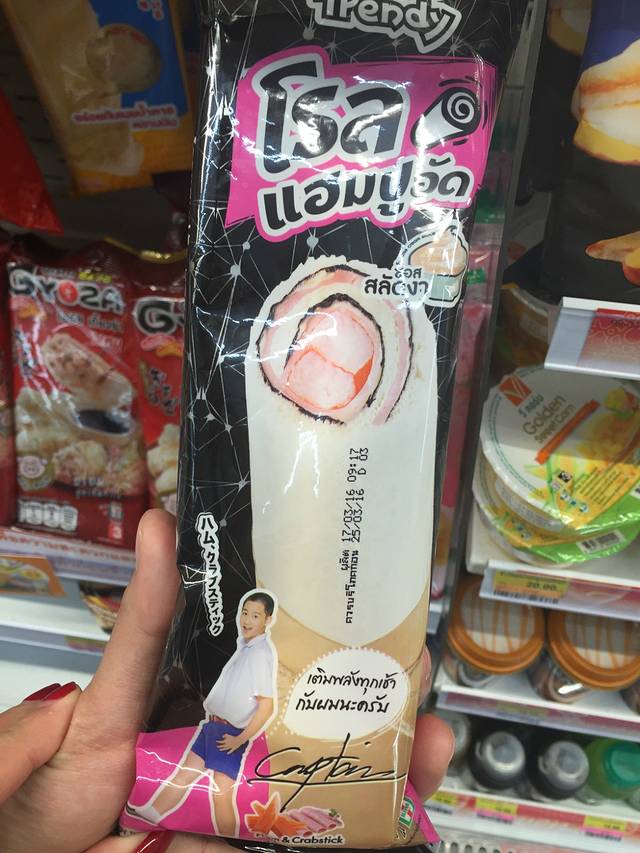 Trendy
โรล
แฮมปูอัด
ซอส
สลัดงา
ハム、クラブスティック
ผลิต 17/03/16 09:17
ควรบริโภคก่อน 25/03/16 D 03
เติมพลังทุกเช้า
กับผมนะครับ
Captain
& Crabstick
GYOZA
Golden
Sweet Corn
20.00